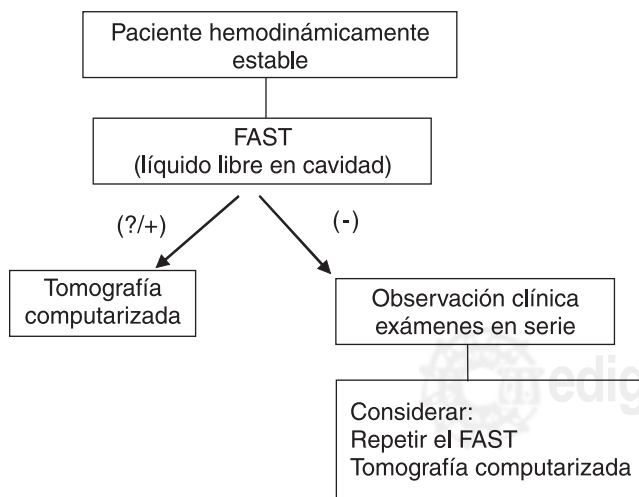 Paciente hemodinámicamente
estable
FAST
(líquido libre en cavidad)
(?/+)
(-)
Tomografía
computarizada
Observación clínica
exámenes en serie
Considerar:
Repetir el FAST
Tomografía computarizada